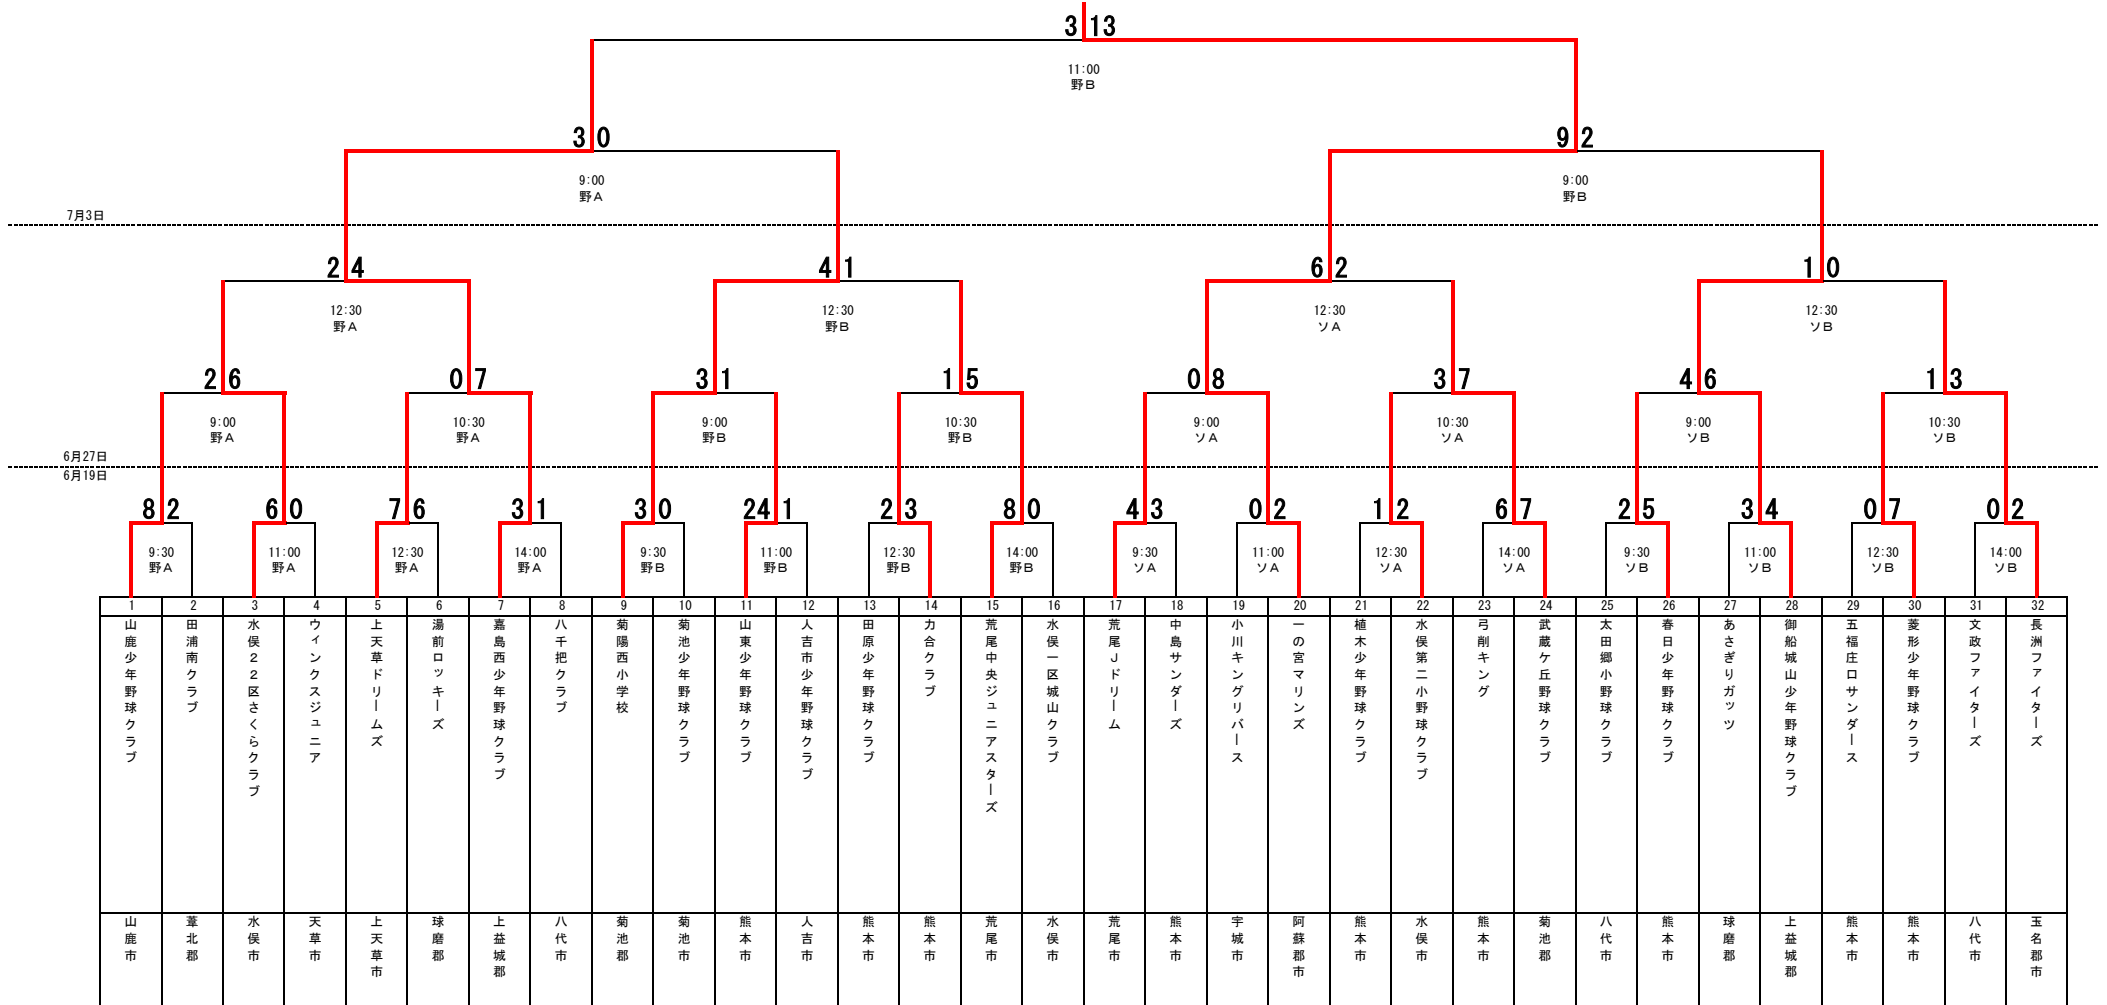 3 13
11:00
野B
3 0
9 2
9:00
野A
9:00
野B
7月3日
2 4
4 1
6 2
1 0
12:30
野A
12:30
野B
12:30
ソA
12:30
ソB
2 6
0 7
3 1
1 5
0 8
3 7
4 6
1 3
9:00
野A
10:30
野A
9:00
野B
10:30
野B
9:00
ソA
10:30
ソA
9:00
ソB
10:30
ソB
6月27日
6月19日
8 2
6 0
7 6
3 1
3 0
24 1
2 3
8 0
4 3
0 2
1 2
6 7
2 5
3 4
0 7
0 2
9:30
野A
11:00
野A
12:30
野A
14:00
野A
9:30
野B
11:00
野B
12:30
野B
14:00
野B
9:30
ソA
11:00
ソA
12:30
ソA
14:00
ソA
9:30
ソB
11:00
ソB
12:30
ソB
14:00
ソB
1
山鹿少年野球クラブ
山鹿市
2
田浦南クラブ
葦北郡
3
水俣22区さくらクラブ
水俣市
4
ウィンクスジュニア
天草市
5
上天草ドリームズ
上天草市
6
湯前ロッキーズ
球磨郡
7
嘉島西少年野球クラブ
上益城郡
8
八千把クラブ
八代市
9
菊陽西小学校
菊池郡
10
菊池少年野球クラブ
菊池市
11
山東少年野球クラブ
熊本市
12
人吉市少年野球クラブ
人吉市
13
田原少年野球クラブ
熊本市
14
力合クラブ
熊本市
15
荒尾中央ジュニアスターズ
荒尾市
16
水俣一区城山クラブ
水俣市
17
荒尾Jドリーム
荒尾市
18
中島サンダーズ
熊本市
19
小川キングリバース
宇城市
20
一の宮マリンズ
阿蘇郡市
21
植木少年野球クラブ
熊本市
22
水俣第二小野球クラブ
水俣市
23
弓削キング
熊本市
24
武蔵ケ丘野球クラブ
菊池郡
25
太田郷小野球クラブ
八代市
26
春日少年野球クラブ
熊本市
27
あさぎりガッツ
球磨郡
28
御船城山少年野球クラブ
上益城郡
29
五福庄ロサンダース
熊本市
30
菱形少年野球クラブ
熊本市
31
文政ファイターズ
八代市
32
長洲ファイターズ
玉名郡市